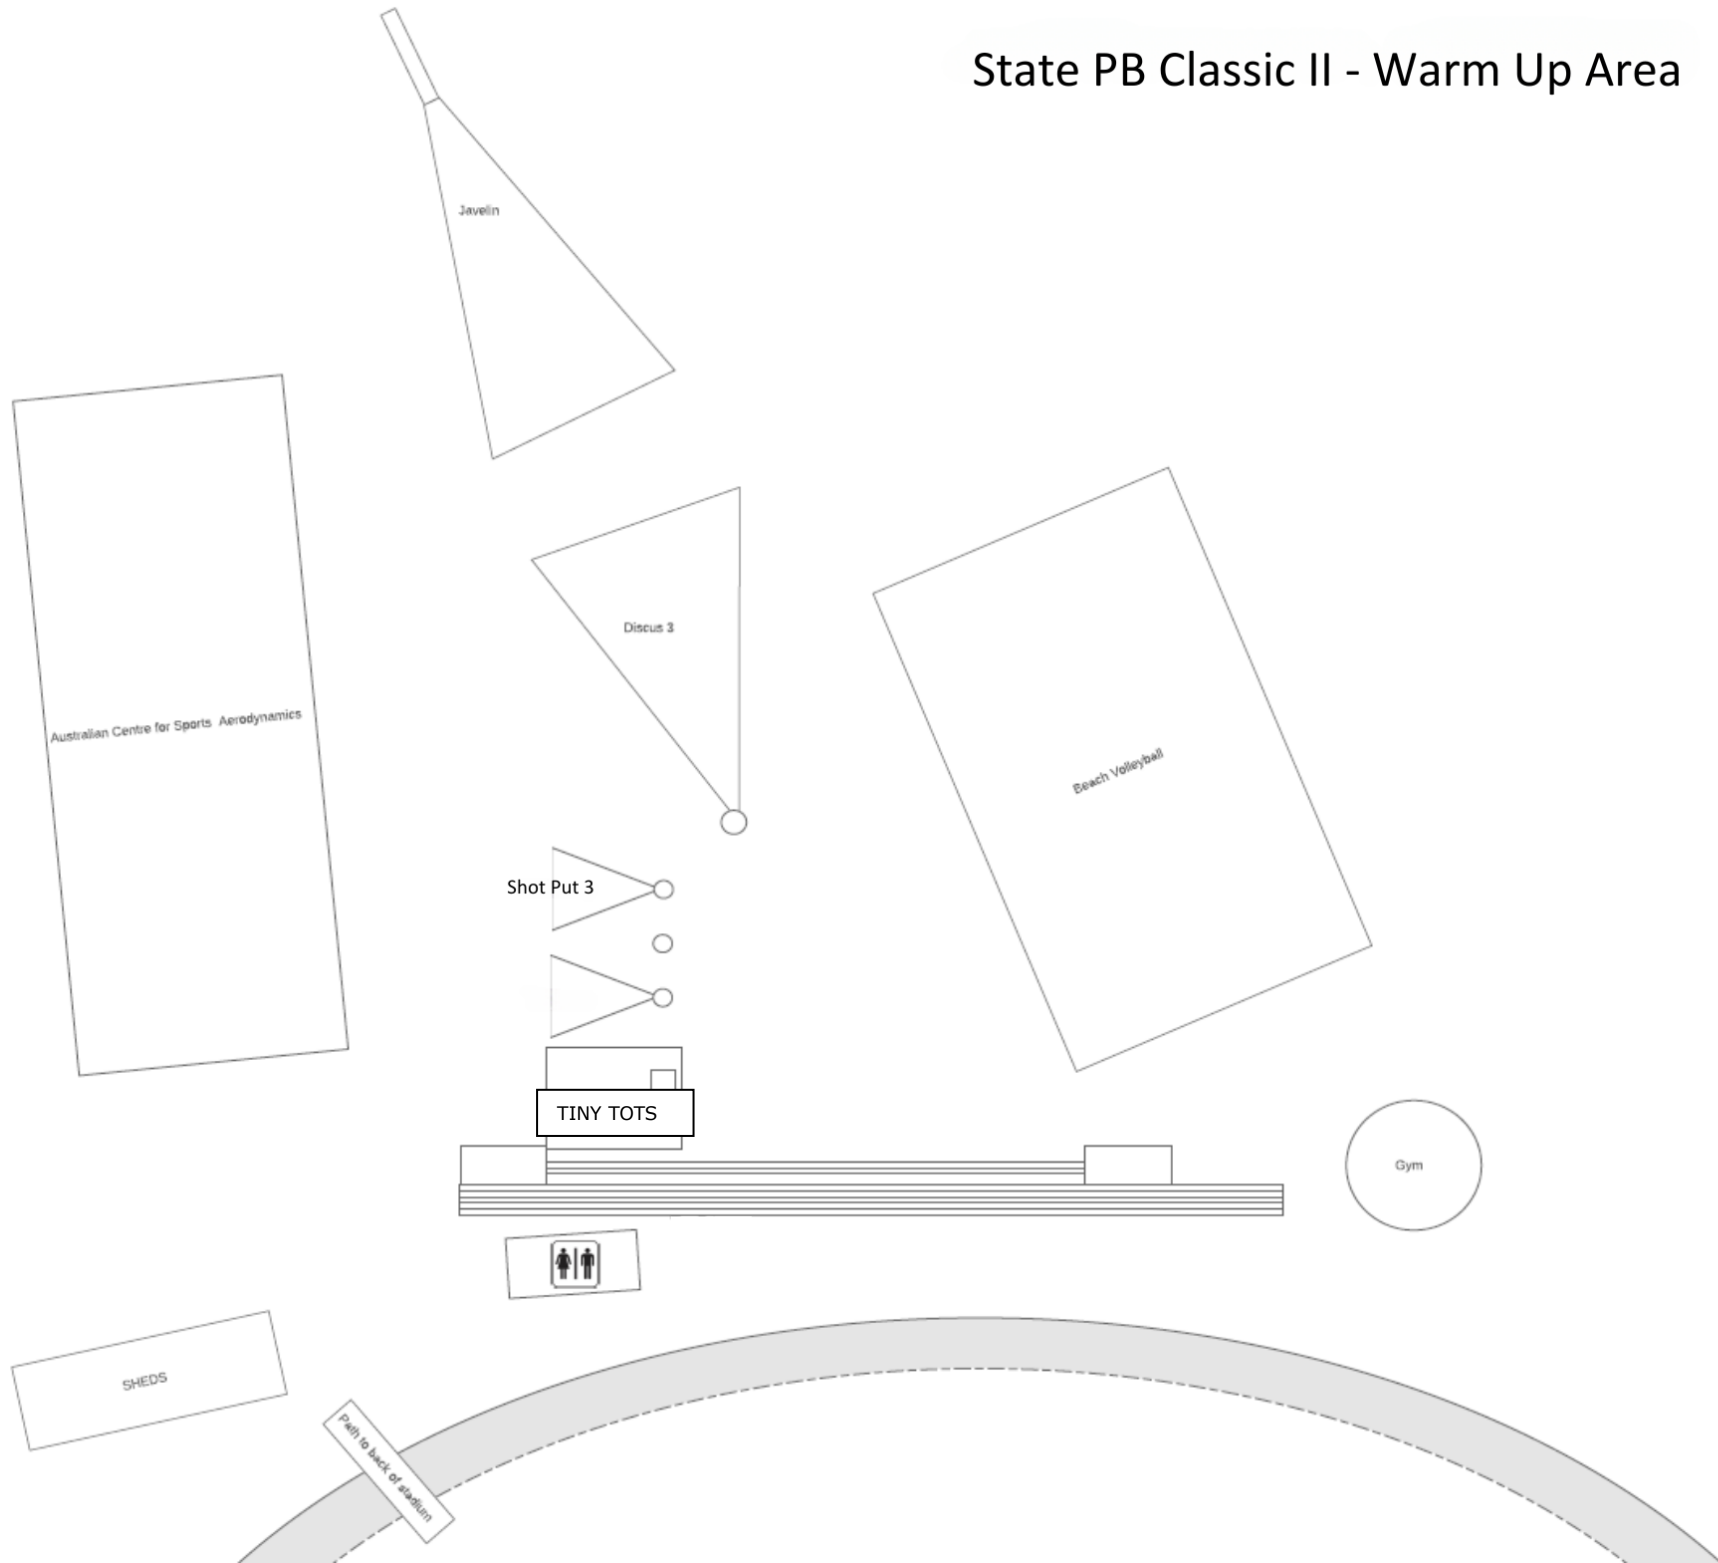 State PB Classic II - Warm Up Area
Javelin
Discus 3
Australian Centre for Sports Aerodynamics
Beach Volleyball
Shot Put 3
TINY TOTS
Gym
SHEDS
Path to back of stadium